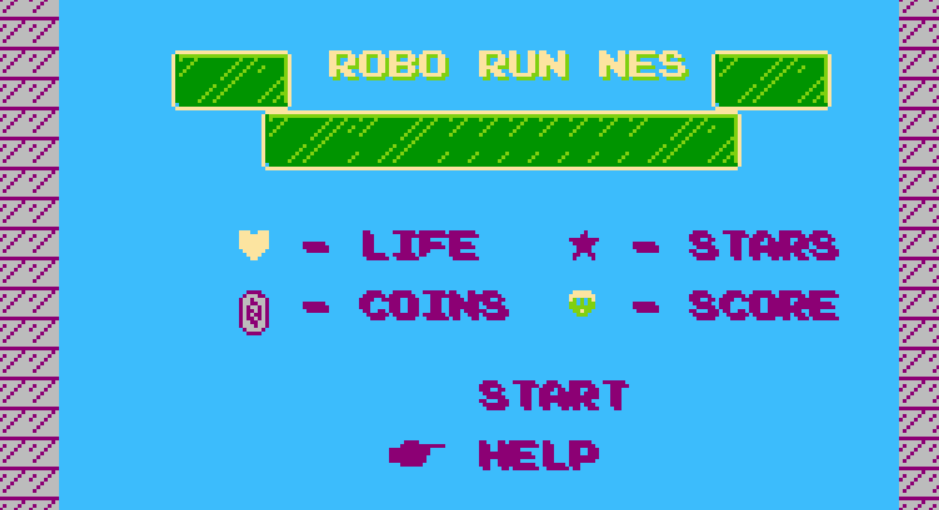 ROBO RUN NES
- LIFE - STARS
- COINS - SCORE
START
HELP